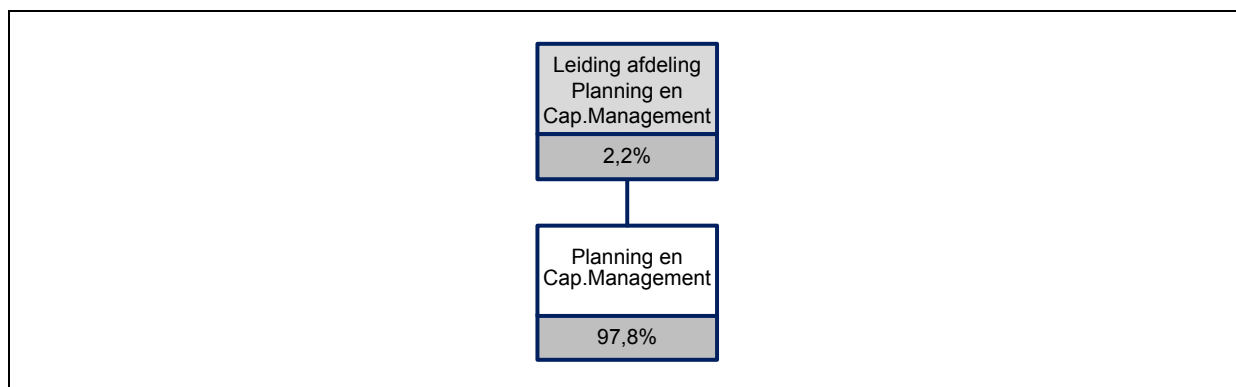 Leiding afdeling
Planning en
Cap.Management
2,2%
Planning en
Cap.Management
97,8%